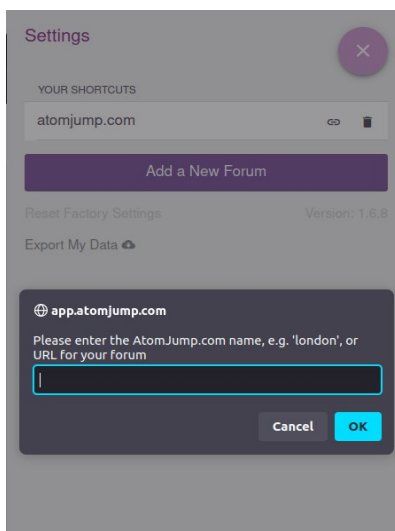 Settings
YOUR SHORTCUTS
atomjump.com
Add a New Forum
Reset Factory Settings
Version: 1.6.8
Export My Data
app.atomjump.com
Please enter the AtomJump.com name, e.g. 'london', or
URL for your forum
Cancel
OK